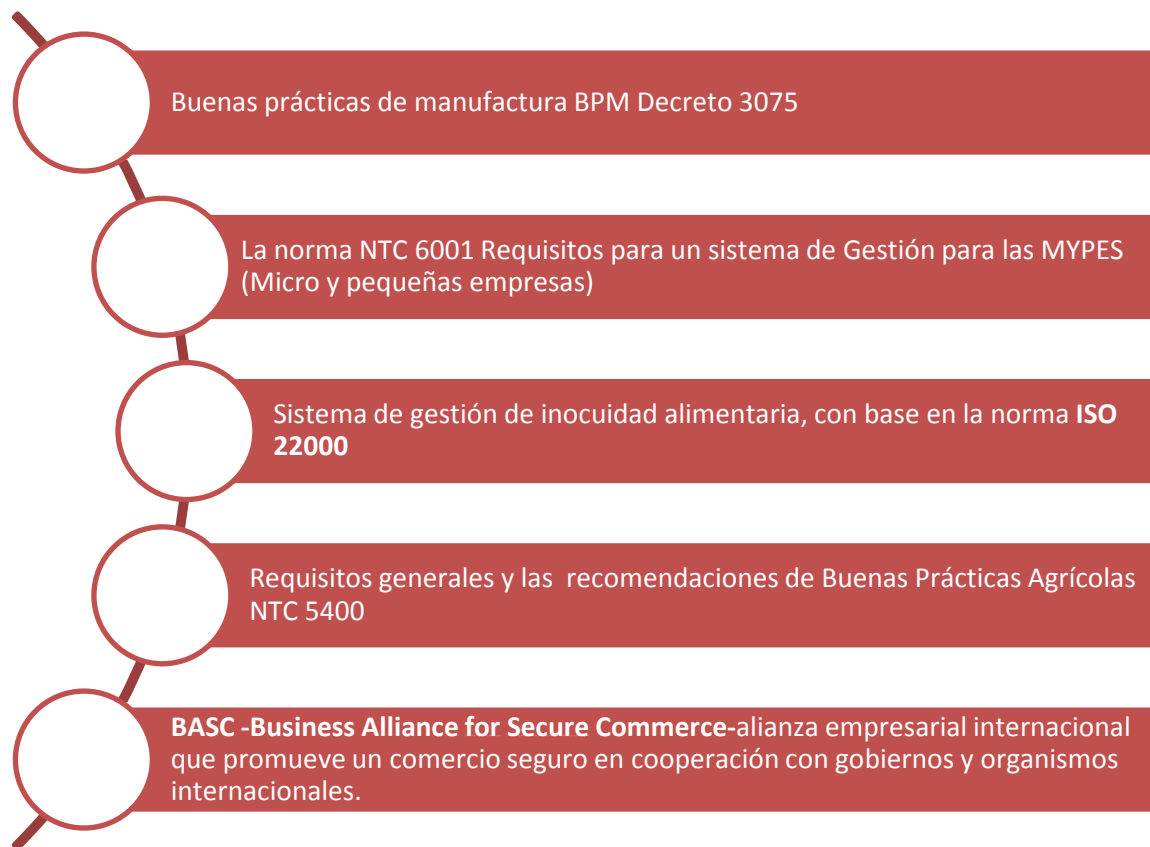 Buenas prácticas de manufactura BPM Decreto 3075
La norma NTC 6001 Requisitos para un sistema de Gestión para las MYPES
(Micro y pequeñas empresas)
Sistema de gestión de inocuidad alimentaria, con base en la norma ISO
22000
Requisitos generales y las  recomendaciones de Buenas Prácticas Agrícolas
NTC 5400
BASC -Business Alliance for Secure Commerce-alianza empresarial internacional
que promueve un comercio seguro en cooperación con gobiernos y organismos
internacionales.